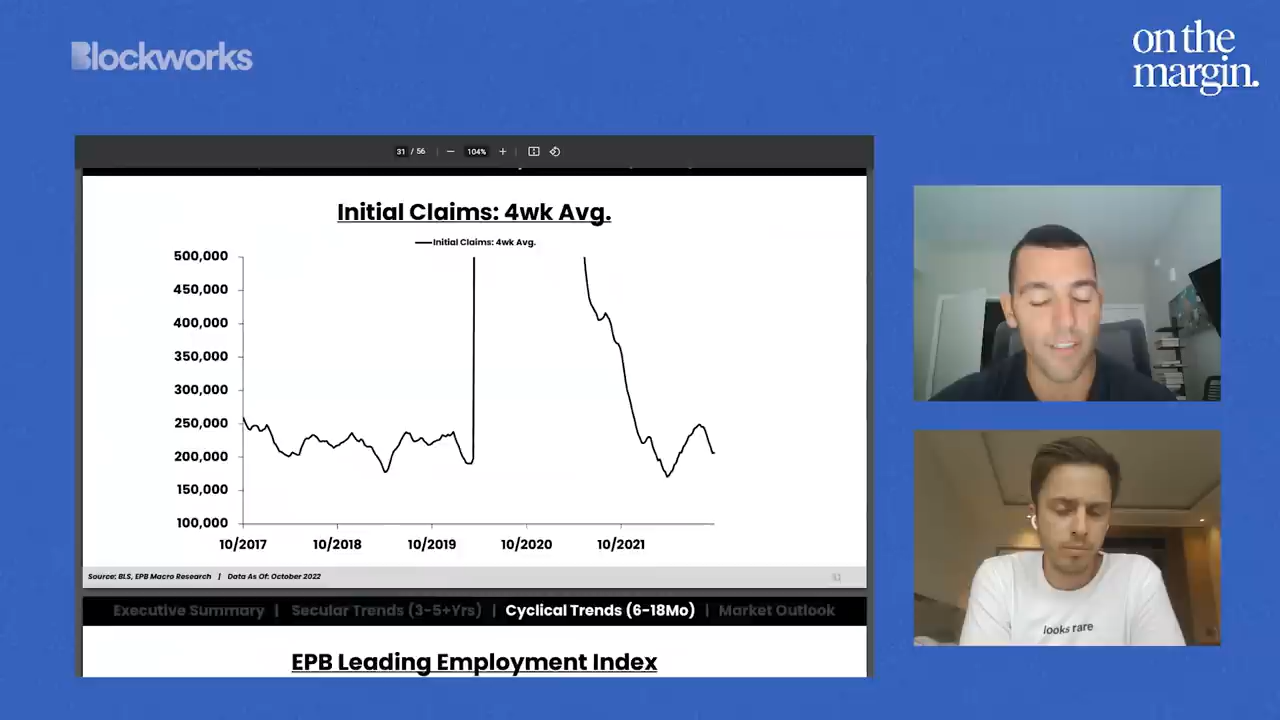 Blockworks
on the
margin.
31 / 56
104%
Initial Claims: 4wk Avg.
Initial Claims: 4wk Avg.
500,000
450,000
400,000
350,000
300,000
250,000
200,000
150,000
100,000
10/2017 10/2018 10/2019 10/2020 10/2021
Source: BLS, EPB Macro Research | Data As Of: October 2022
Executive Summary | Secular Trends (3-5+Yrs) | Cyclical Trends (6-18Mo) | Market Outlook
EPB Leading Employment Index
looks rare